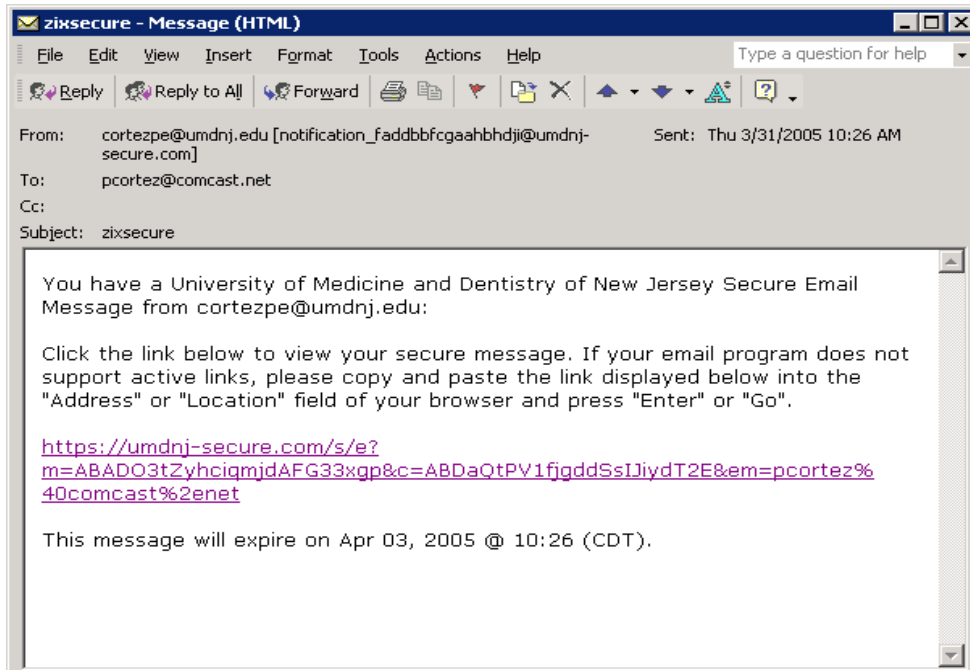 zixsecure - Message (HTML)
File Edit View Insert Format Tools Actions Help Type a question for help
Reply Reply to All Forward
From: cortezpe@umdnj.edu [notification_faddbbfcgaahbhdji@umdnj- Sent: Thu 3/31/2005 10:26 AM
secure.com]
To: pcortez@comcast.net
Cc:
Subject: zixsecure
You have a University of Medicine and Dentistry of New Jersey Secure Email
Message from cortezpe@umdnj.edu:
Click the link below to view your secure message. If your email program does not
support active links, please copy and paste the link displayed below into the
"Address" or "Location" field of your browser and press "Enter" or "Go".
https://umdnj-secure.com/s/e?
m=ABADO3tZyhciqmjdAFG33xgp&c=ABDaQtPV1fjgddSsIJiydT2E&em=pcortez%
40comcast%2enet
This message will expire on Apr 03, 2005 @ 10:26 (CDT).